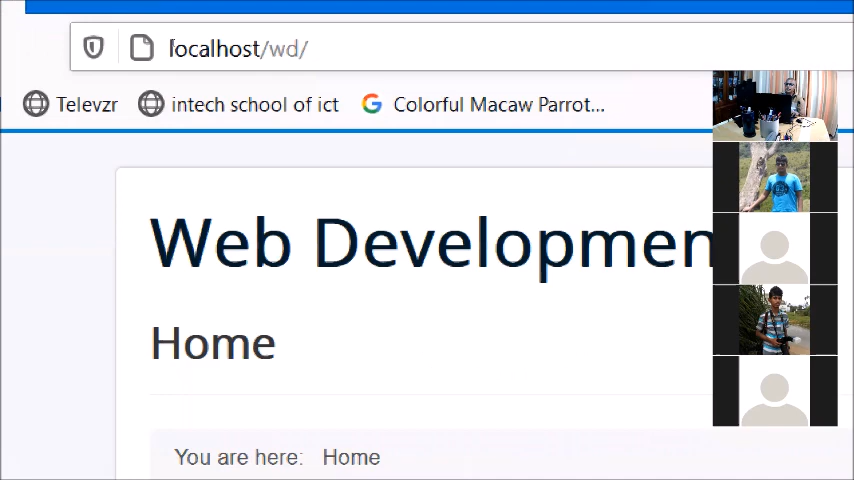 localhost/wd/
Televzr intech school of ict Colorful Macaw Parrot...
Web Developmen
Home
You are here: Home